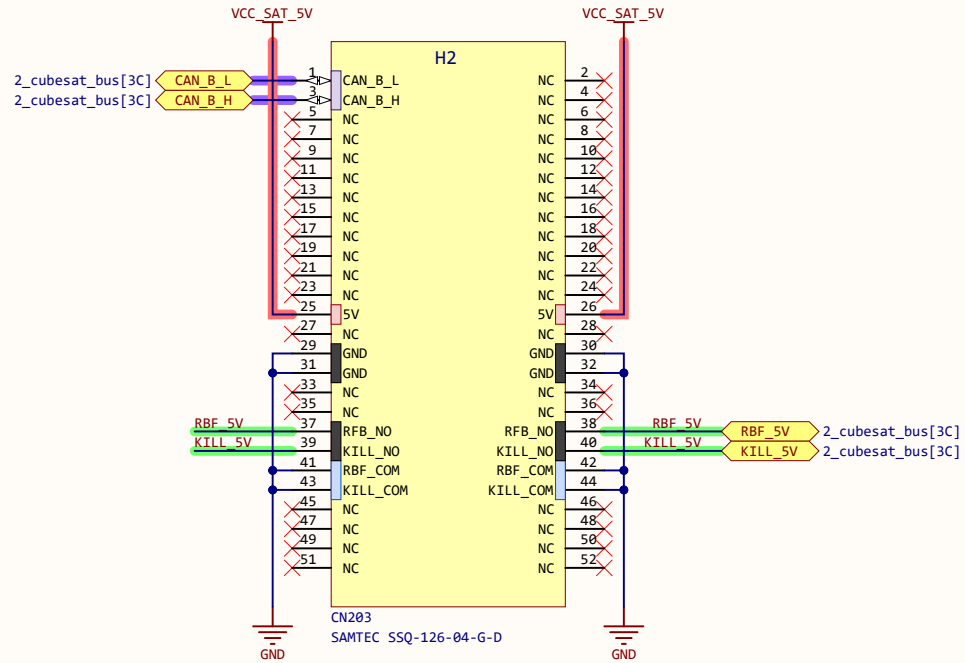 VCC_SAT_5V VCC_SAT_5V
H2
2_cubesat_bus[3C] CAN_B_L 1 CAN_B_L NC 2
2_cubesat_bus[3C] CAN_B_H 3 CAN_B_H NC 4
5 NC NC 6
7 NC NC 8
9 NC NC 10
11 NC NC 12
13 NC NC 14
15 NC NC 16
17 NC NC 18
19 NC NC 20
21 NC NC 22
23 NC NC 24
25 5V 5V 26
27 NC NC 28
29 GND GND 30
31 GND GND 32
33 NC NC 34
35 NC NC 36
RBF_5V 37 RFB_NO RFB_NO 38 RBF_5V RBF_5V 2_cubesat_bus[3C]
KILL_5V 39 KILL_NO KILL_NO 40 KILL_5V KILL_5V 2_cubesat_bus[3C]
41 RBF_COM RBF_COM 42
43 KILL_COM KILL_COM 44
45 NC NC 46
47 NC NC 48
49 NC NC 50
51 NC NC 52
CN203
SAMTEC SSQ-126-04-G-D
GND GND